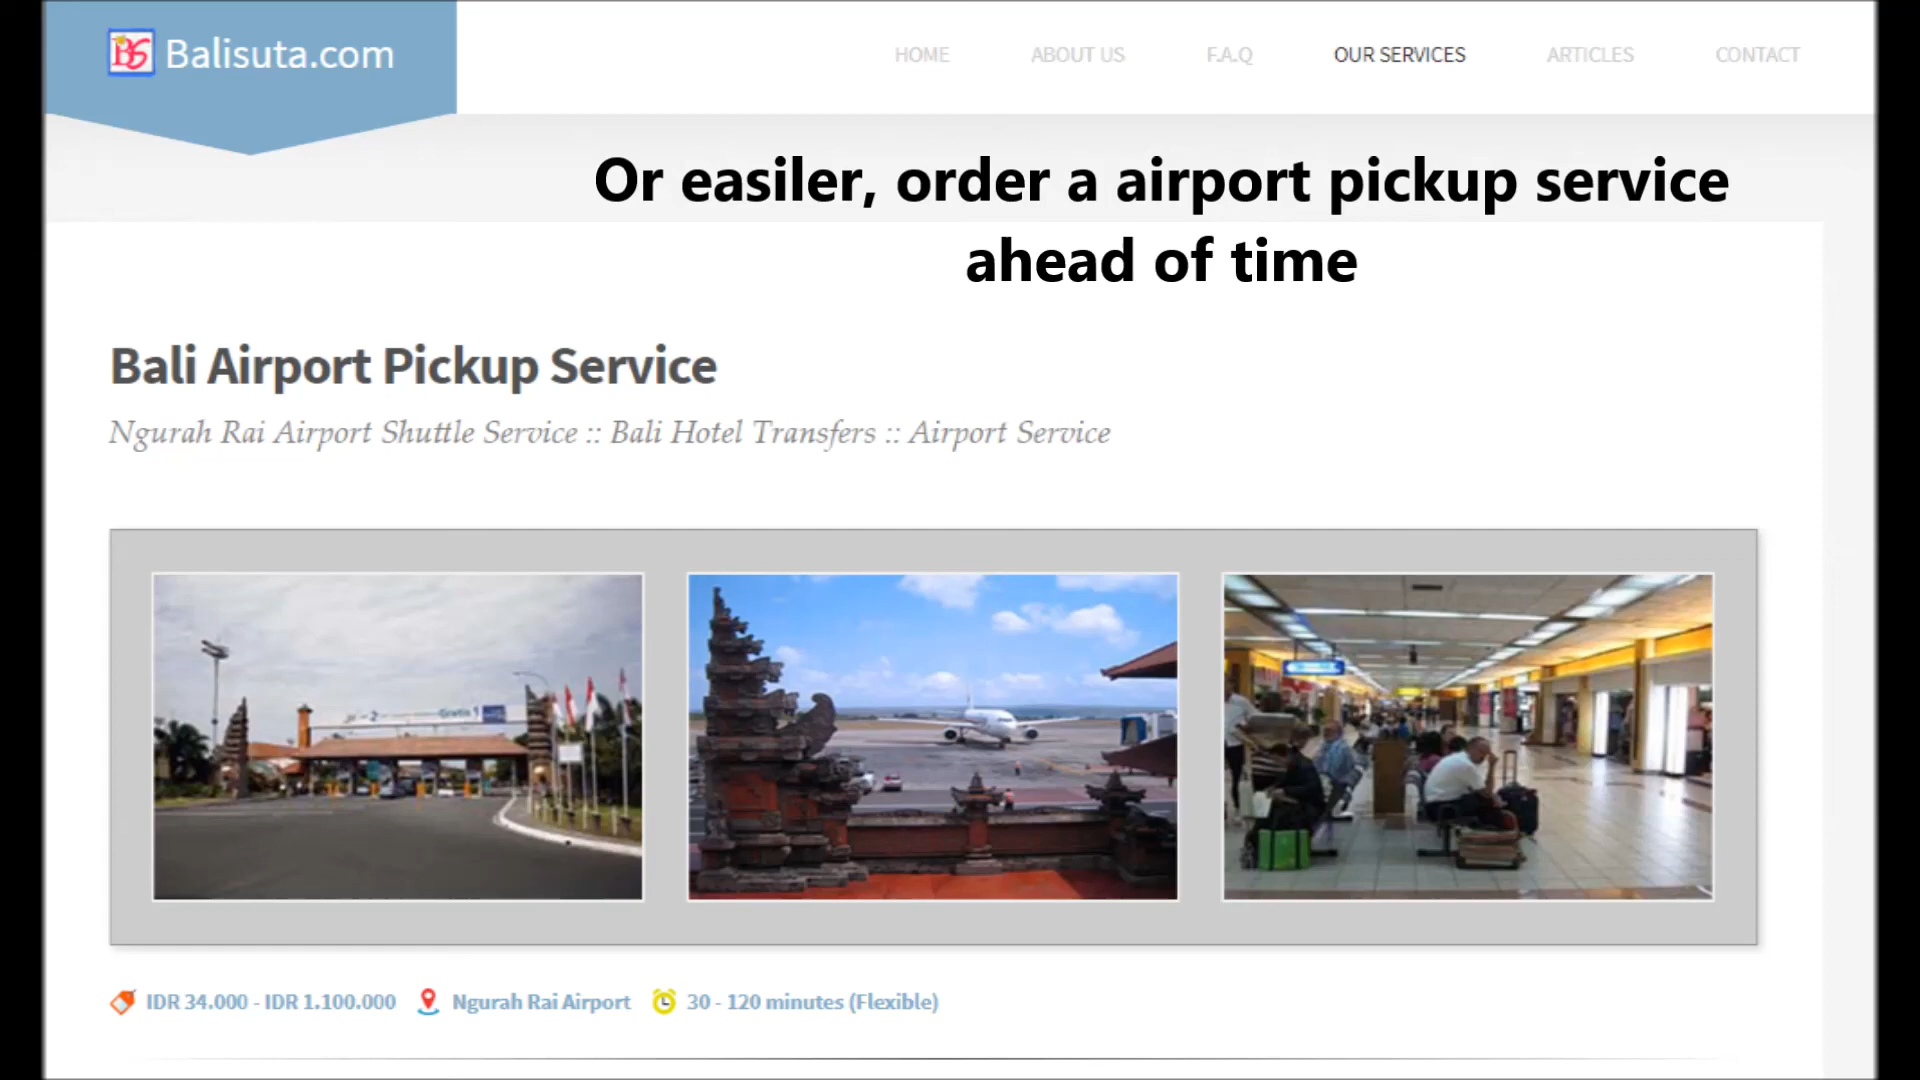 Balisuta.com
HOME ABOUT US F.A.Q OUR SERVICES ARTICLES CONTACT
Or easiler, order a airport pickup service
ahead of time
Bali Airport Pickup Service
Ngurah Rai Airport Shuttle Service :: Bali Hotel Transfers :: Airport Service
IDR 34.000 - IDR 1.100.000 Ngurah Rai Airport 30 - 120 minutes (Flexible)